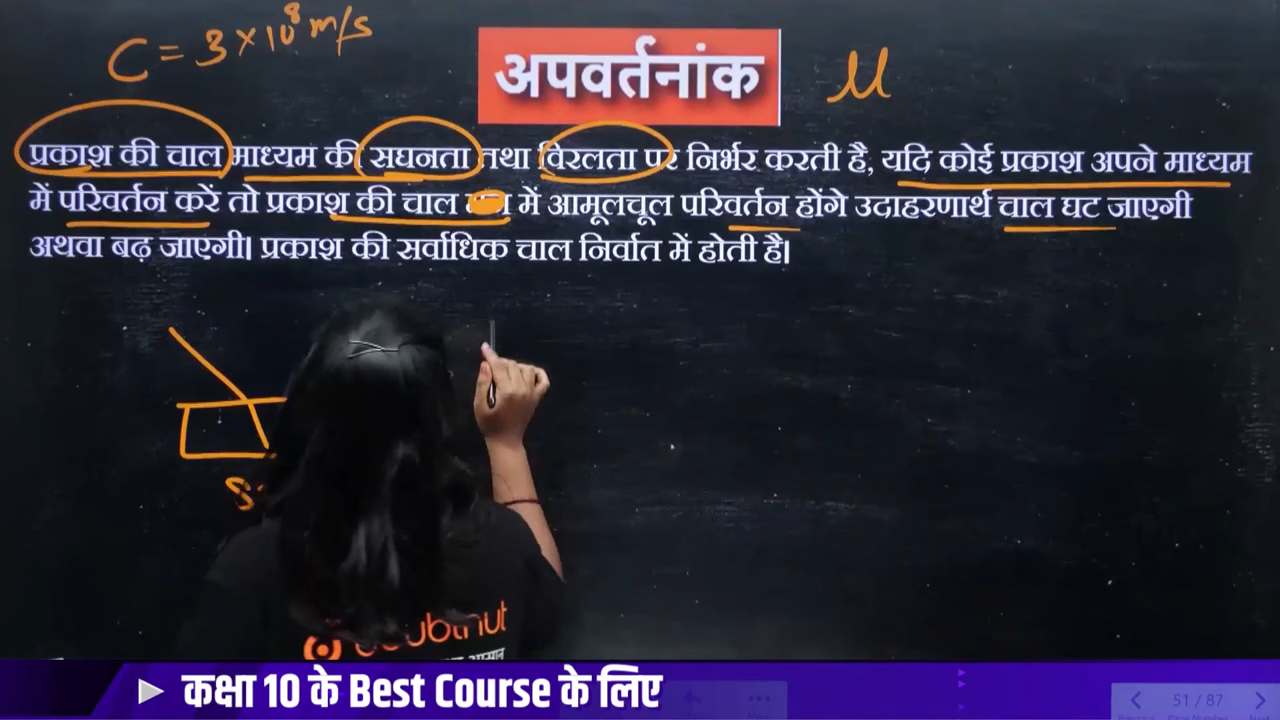 C = 3 × 10⁸ m/s
अपवर्तनांक
μ
प्रकाश की चाल माध्यम की सघनता तथा विरलता पर निर्भर करती है, यदि कोई प्रकाश अपने माध्यम
में परिवर्तन करें तो प्रकाश की चाल में आमूलचूल परिवर्तन होंगे उदाहरणार्थ चाल घट जाएगी
अथवा बढ़ जाएगी। प्रकाश की सर्वाधिक चाल निर्वात में होती है।
doubtnut
कक्षा 10 के Best Course के लिए
51 / 87